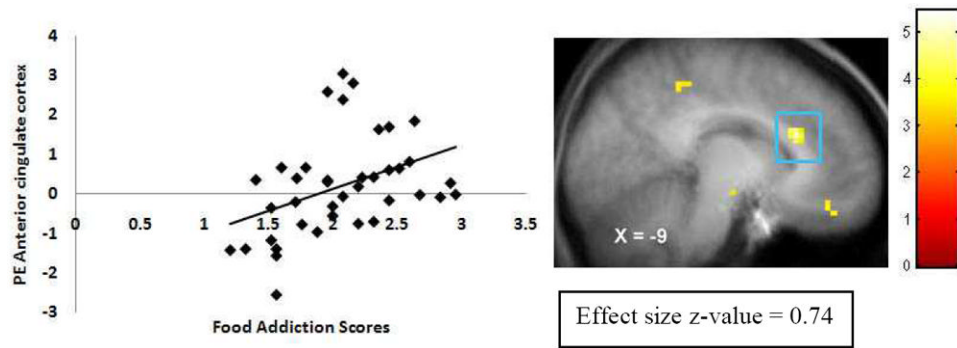 4
3
2
1
0
-1
-2
-3
0 0.5 1 1.5 2 2.5 3 3.5
PE Anterior cingulate cortex
Food Addiction Scores
X = -9
5
4
3
2
1
0
Effect size z-value = 0.74